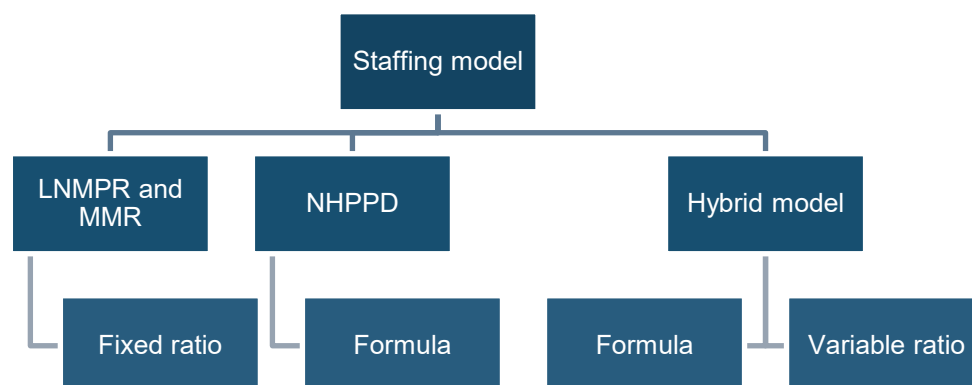 Staffing model
LNMPR and
MMR
NHPPD
Hybrid model
Fixed ratio
Formula
Formula
Variable ratio